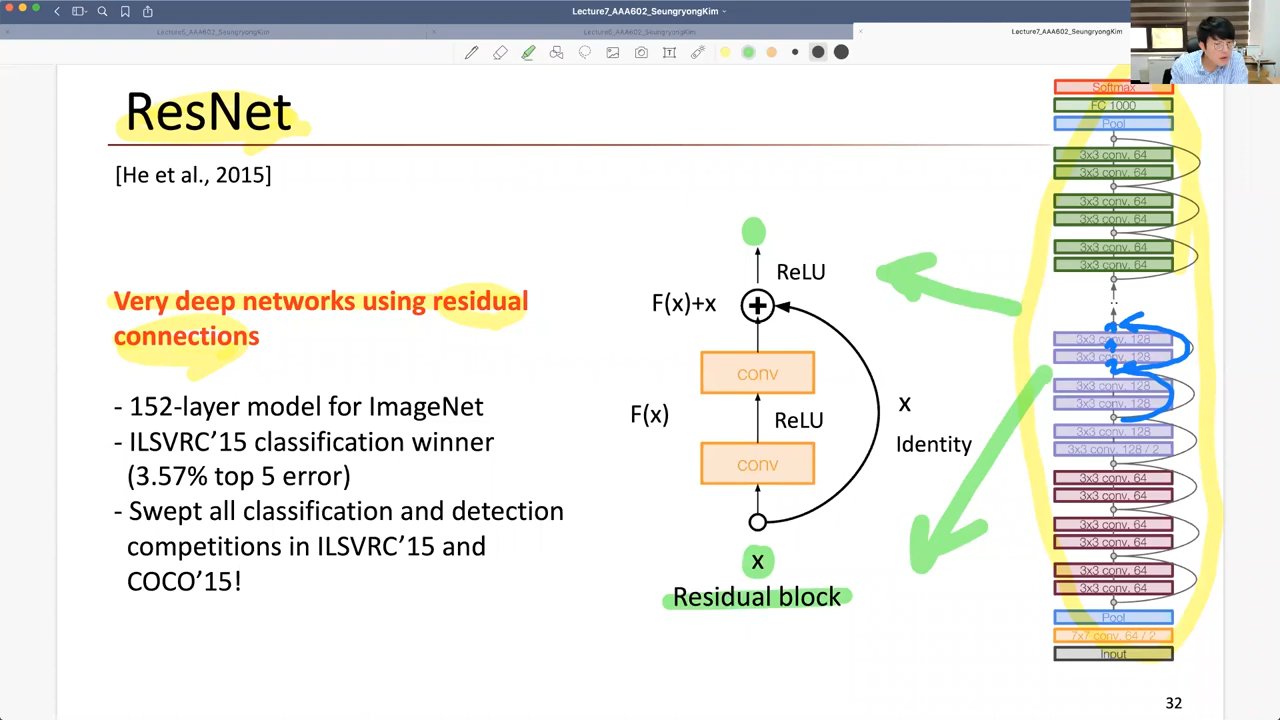 Lecture7_AAA602_SeungryongKim
Lecture5_AAA602_SeungryongKim
Lecture7_AAA602_SeungryongKim
ResNet
[He et al., 2015]
Very deep networks using residual
connections
- 152-layer model for ImageNet
- ILSVRC’15 classification winner
(3.57% top 5 error)
- Swept all classification and detection
competitions in ILSVRC’15 and
COCO’15!
ReLU
F(x)+x
conv
F(x)
ReLU
x
Identity
conv
x
Residual block
Softmax
FC 1000
Pool
3x3 conv, 64
3x3 conv, 64
3x3 conv, 64
3x3 conv, 64
3x3 conv, 64
3x3 conv, 64
..
3x3 conv, 128
3x3 conv, 128
3x3 conv, 128
3x3 conv, 128
3x3 conv, 128
3x3 conv, 128 / 2
3x3 conv, 64
3x3 conv, 64
3x3 conv, 64
3x3 conv, 64
3x3 conv, 64
3x3 conv, 64
Pool
7x7 conv, 64 / 2
Input
32